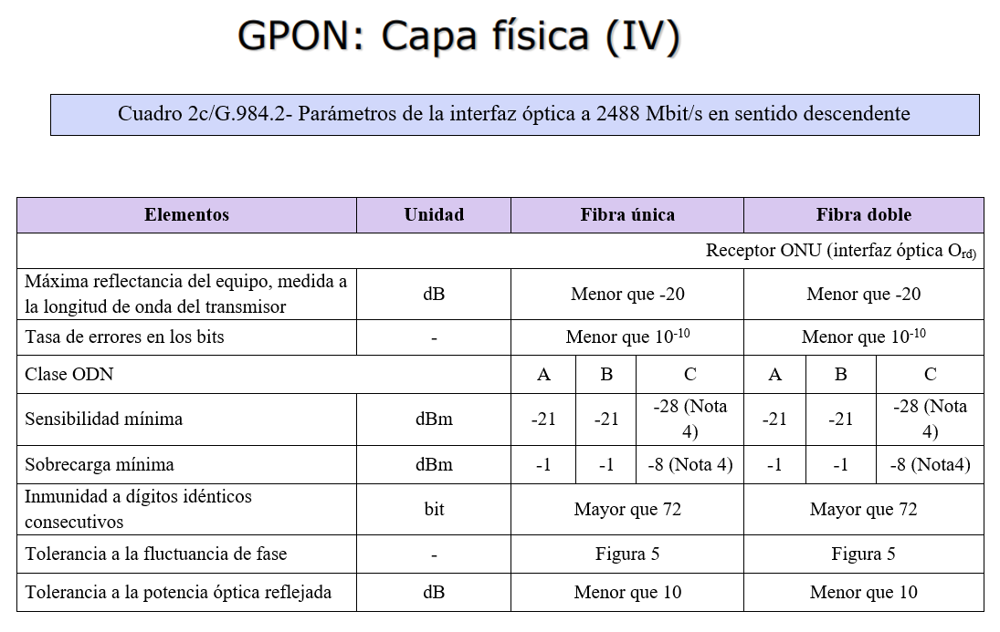 GPON: Capa física (IV)
Cuadro 2c/G.984.2- Parámetros de la interfaz óptica a 2488 Mbit/s en sentido descendente
Elementos Unidad Fibra única Fibra doble
Receptor ONU (interfaz óptica Ord)
Máxima reflectancia del equipo, medida a
la longitud de onda del transmisor
dB Menor que -20 Menor que -20
Tasa de errores en los bits - Menor que 10-10 Menor que 10-10
Clase ODN A B C A B C
Sensibilidad mínima dBm -21 -21 -28 (Nota
4)
-21 -21 -28 (Nota
4)
Sobrecarga mínima dBm -1 -1 -8 (Nota 4) -1 -1 -8 (Nota4)
Inmunidad a dígitos idénticos
consecutivos
bit Mayor que 72 Mayor que 72
Tolerancia a la fluctuancia de fase - Figura 5 Figura 5
Tolerancia a la potencia óptica reflejada dB Menor que 10 Menor que 10